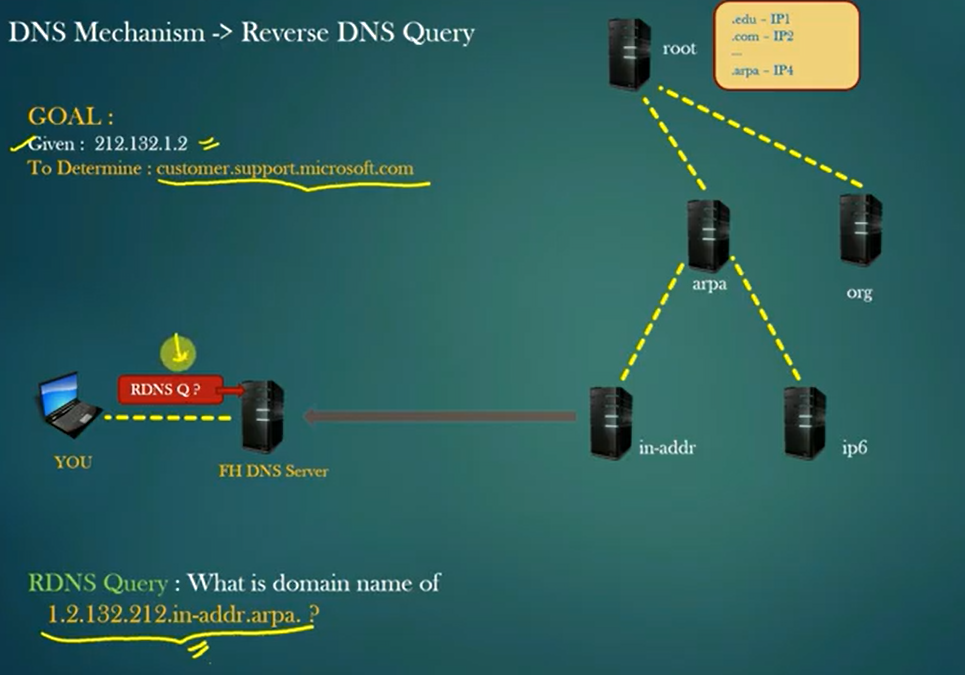 DNS Mechanism -> Reverse DNS Query
root
.edu – IP1
.com – IP2
...
.arpa – IP4
GOAL :
Given : 212.132.1.2
To Determine : customer.support.microsoft.com
arpa
org
RDNS Q ?
YOU
FH DNS Server
in-addr
ip6
RDNS Query : What is domain name of
1.2.132.212.in-addr.arpa. ?